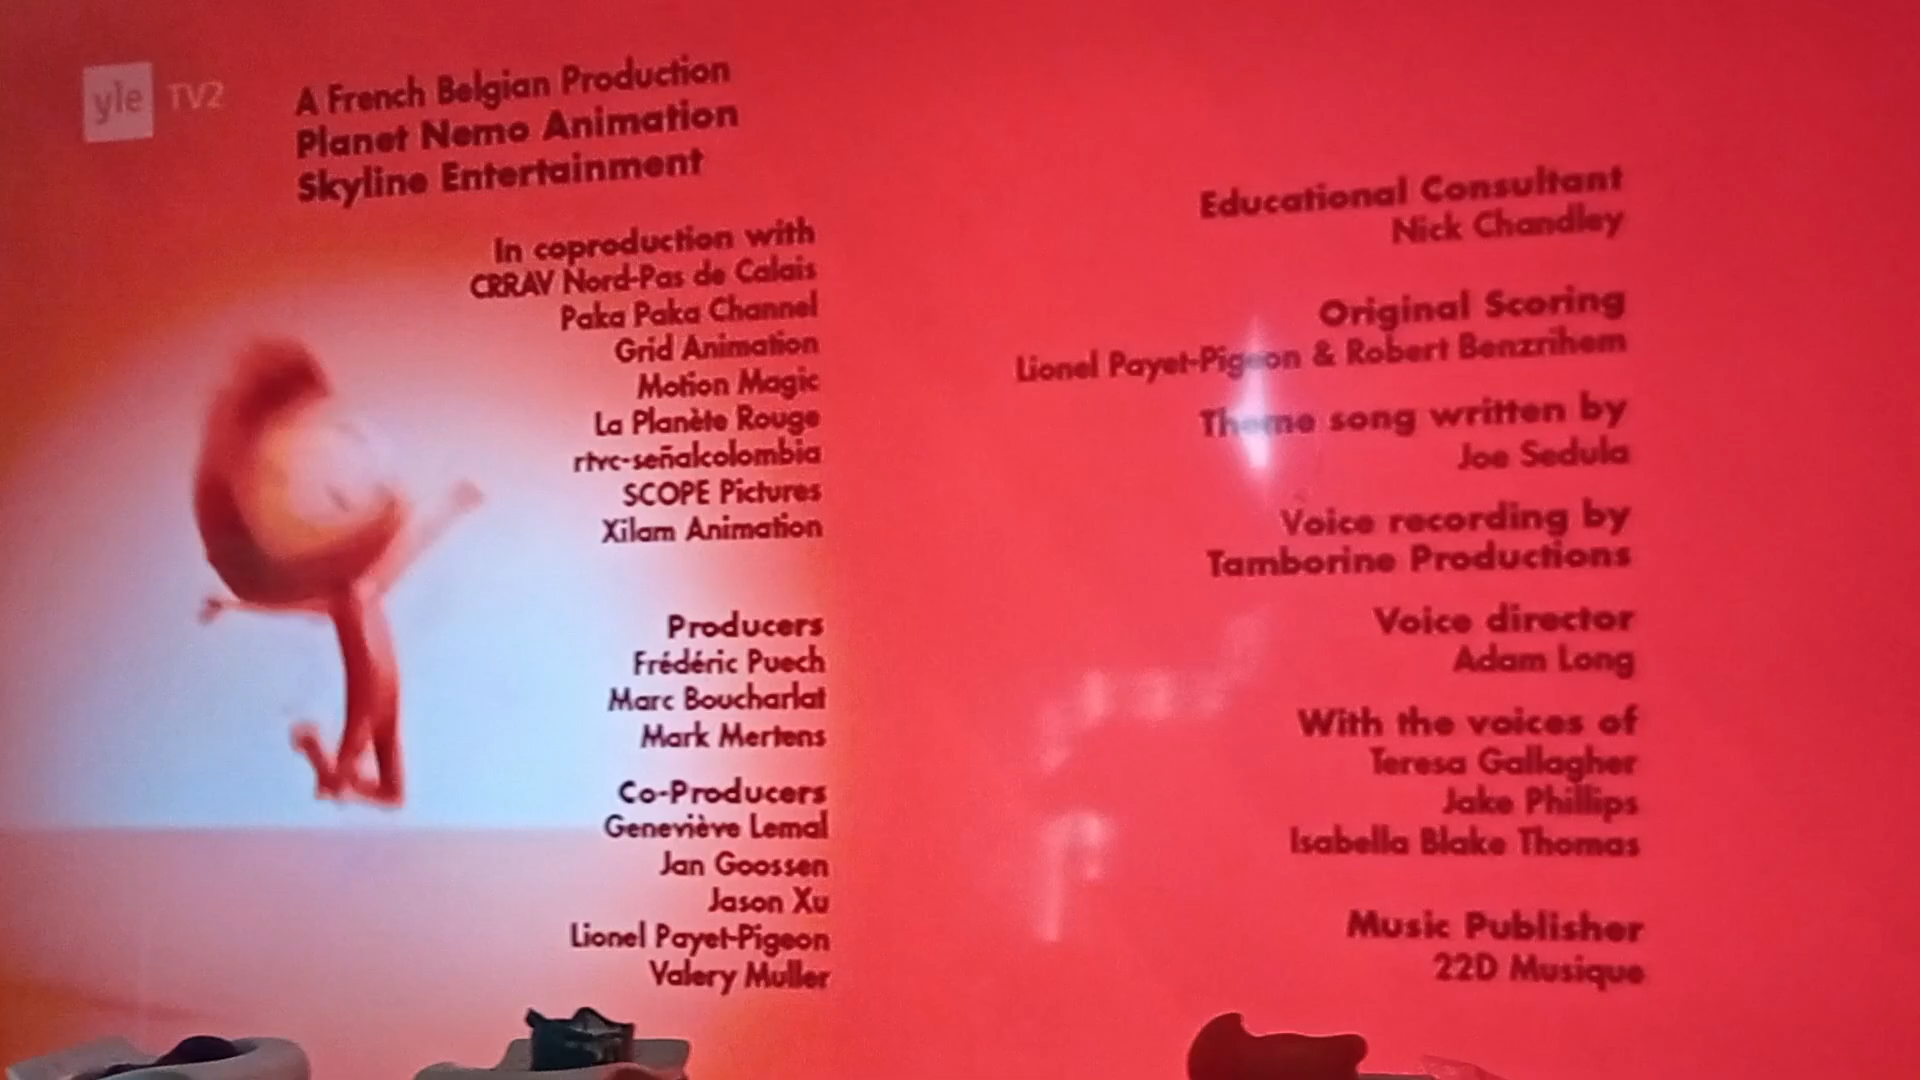 yle TV2
A French Belgian Production
Planet Nemo Animation
Skyline Entertainment
In coproduction with
CRRAV Nord-Pas de Calais
Paka Paka Channel
Grid Animation
Motion Magic
La Planète Rouge
rtvc-señalcolombia
SCOPE Pictures
Xilam Animation
Producers
Frédéric Puech
Marc Boucharlat
Mark Mertens
Co-Producers
Geneviève Lemal
Jan Goossen
Jason Xu
Lionel Payet-Pigeon
Valery Muller
Educational Consultant
Nick Chandley
Original Scoring
Lionel Payet-Pigeon & Robert Benzrihem
Theme song written by
Joe Sedula
Voice recording by
Tamborine Productions
Voice director
Adam Long
With the voices of
Teresa Gallagher
Jake Phillips
Isabella Blake Thomas
Music Publisher
22D Musique